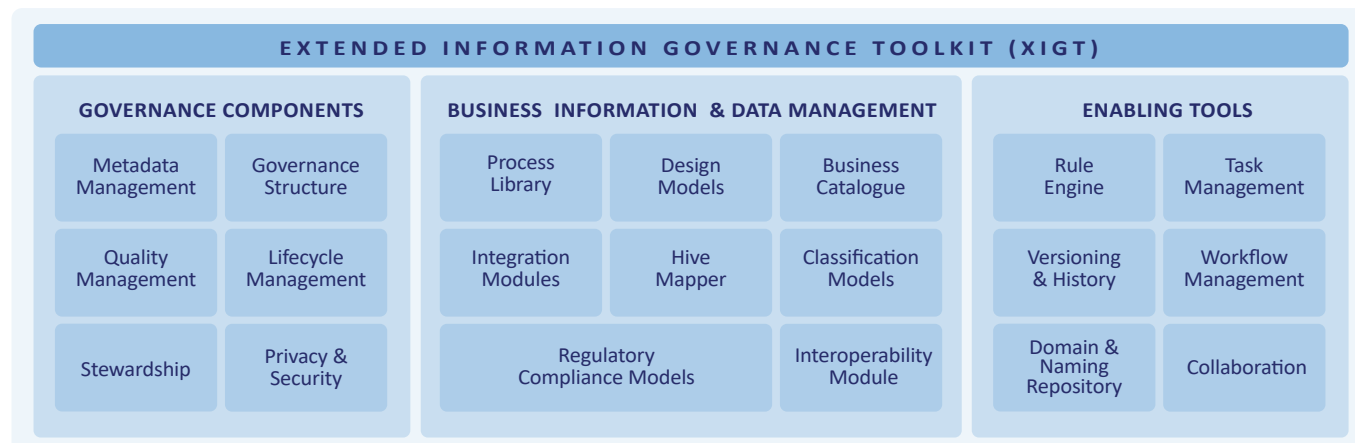 EXTENDED INFORMATION GOVERNANCE TOOLKIT (XIGT)
GOVERNANCE COMPONENTS
Metadata
Management
Governance
Structure
Quality
Management
Lifecycle
Management
Stewardship
Privacy &
Security
BUSINESS INFORMATION & DATA MANAGEMENT
Process
Library
Design
Models
Business
Catalogue
Integration
Modules
Hive
Mapper
Classification
Models
Regulatory
Compliance Models
Interoperability
Module
ENABLING TOOLS
Rule
Engine
Task
Management
Versioning
& History
Workflow
Management
Domain &
Naming
Repository
Collaboration